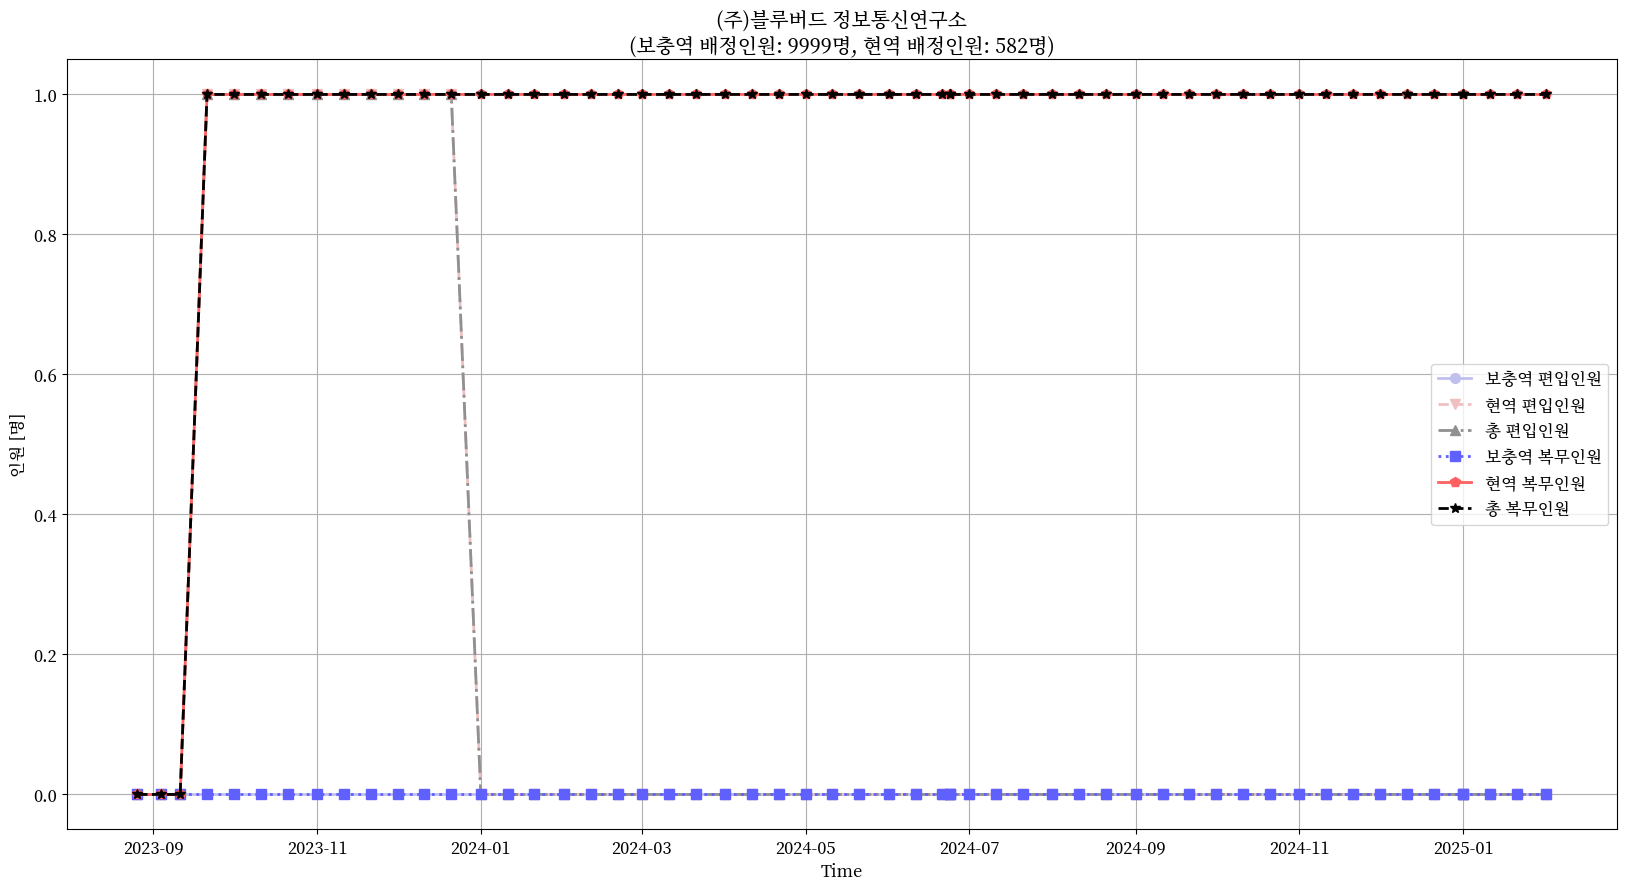 (주)블루버드 정보통신연구소
(보충역 배정인원: 9999명, 현역 배정인원: 582명)
인원 [명]
1.0
0.8
0.6
0.4
0.2
0.0
보충역 편입인원
현역 편입인원
총 편입인원
보충역 복무인원
현역 복무인원
총 복무인원
2023-09 2023-11 2024-01 2024-03 2024-05 2024-07 2024-09 2024-11 2025-01
Time